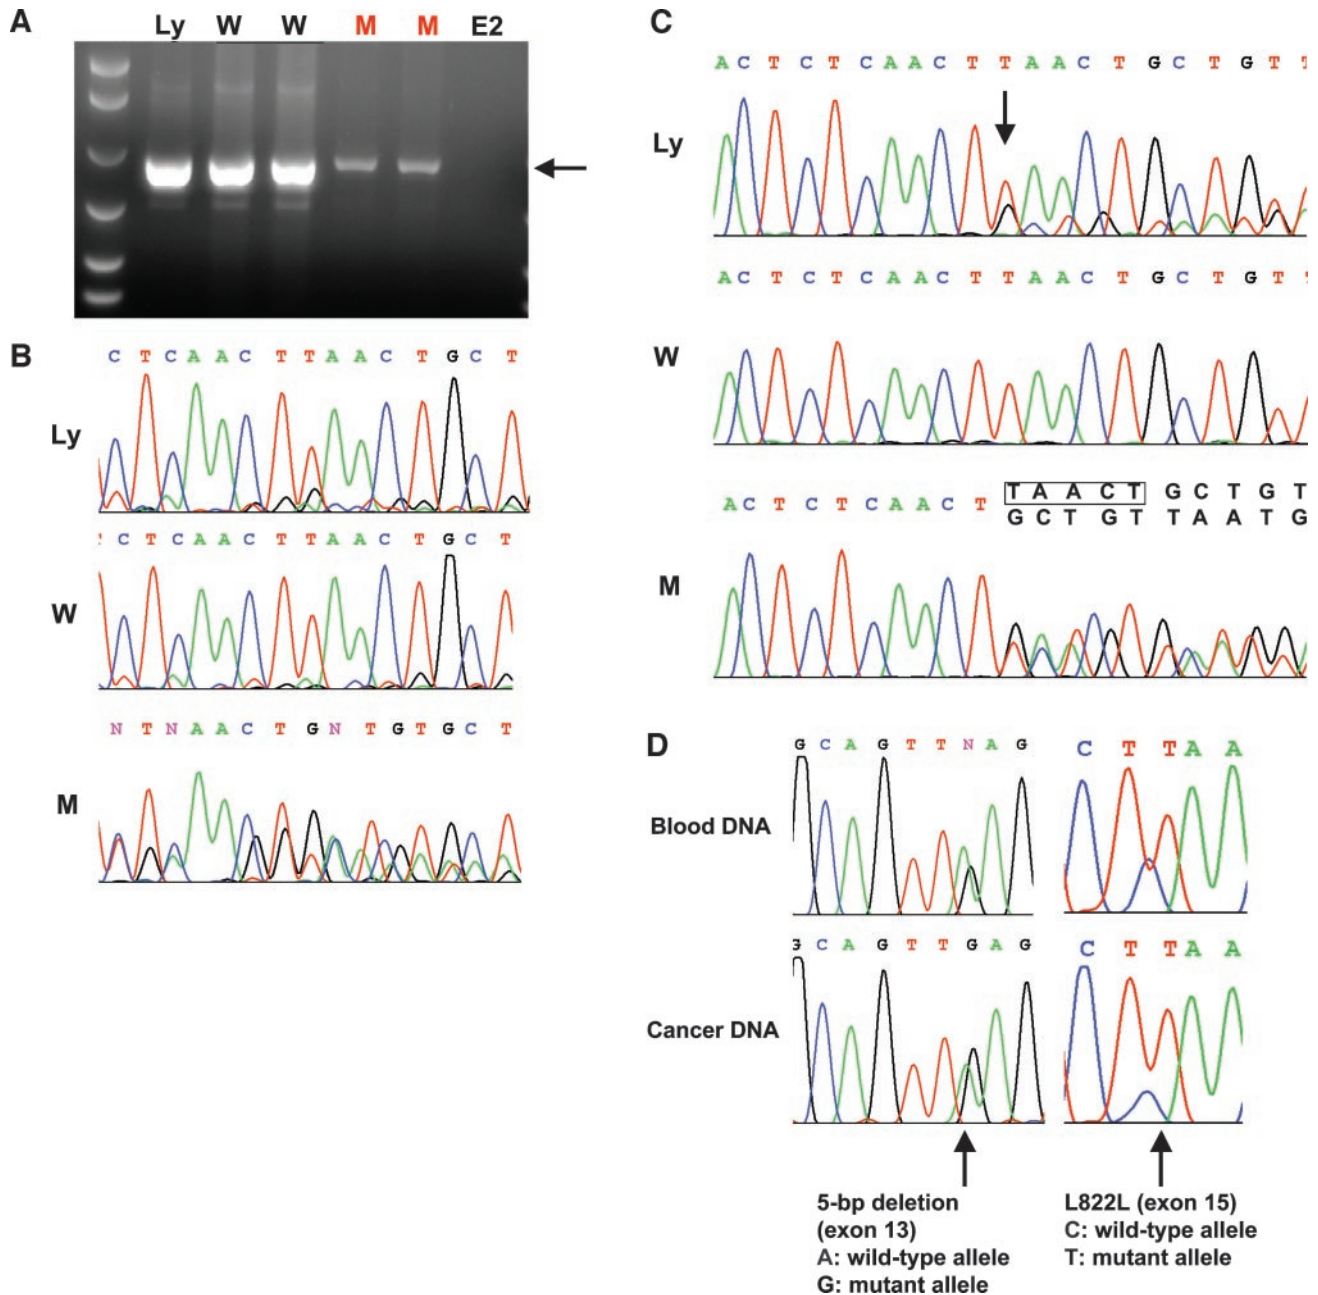 A
Ly W W M M E2
B
C T C A A C T T A A C T G C T
Ly
C T C A A C T T A A C T G C T
W
N T N A A C T G N T G T G C T
M
C
A C T C T C A A C T T A A C T G C T G T T
Ly
A C T C T C A A C T T A A C T G C T G T T
W
T A A C T G C T G T
A C T C T C A A C T
G C T G T T A A T G
M
D
G C A G T T N A G
C T T A A
Blood DNA
G C A G T T G A G
C T T A A
Cancer DNA
5-bp deletion
(exon 13)
A: wild-type allele
G: mutant allele
L822L (exon 15)
C: wild-type allele
T: mutant allele